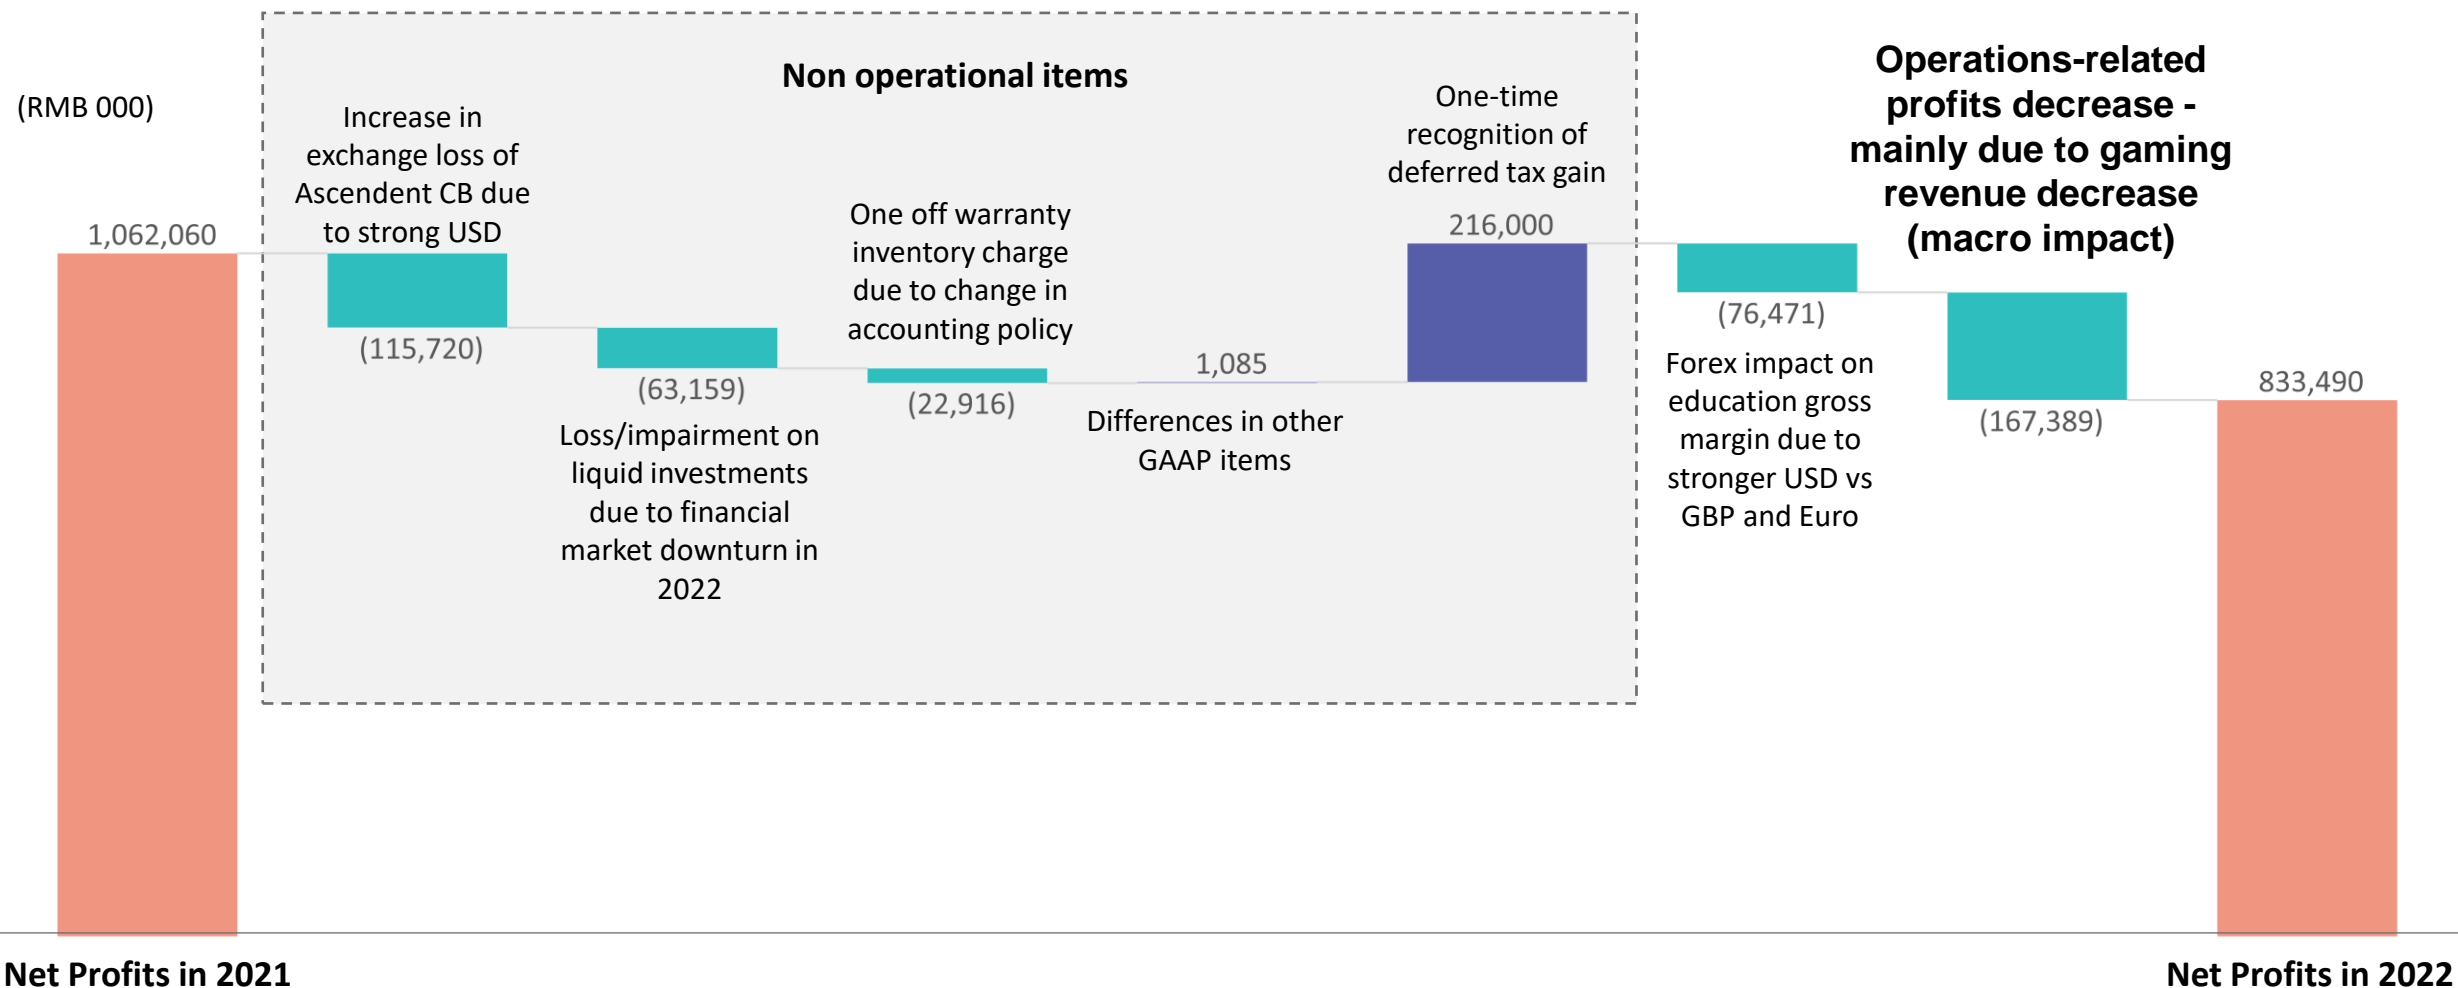 (RMB 000)
Non operational items
1,062,060
Increase in
exchange loss of
Ascendent CB due
to strong USD
(115,720)
(63,159)
Loss/impairment on
liquid investments
due to financial
market downturn in
2022
One off warranty
inventory charge
due to change in
accounting policy
(22,916)
1,085
Differences in other
GAAP items
One-time
recognition of
deferred tax gain
216,000
(76,471)
Forex impact on
education gross
margin due to
stronger USD vs
GBP and Euro
Operations-related
profits decrease -
mainly due to gaming
revenue decrease
(macro impact)
(167,389)
833,490
Net Profits in 2021
Net Profits in 2022